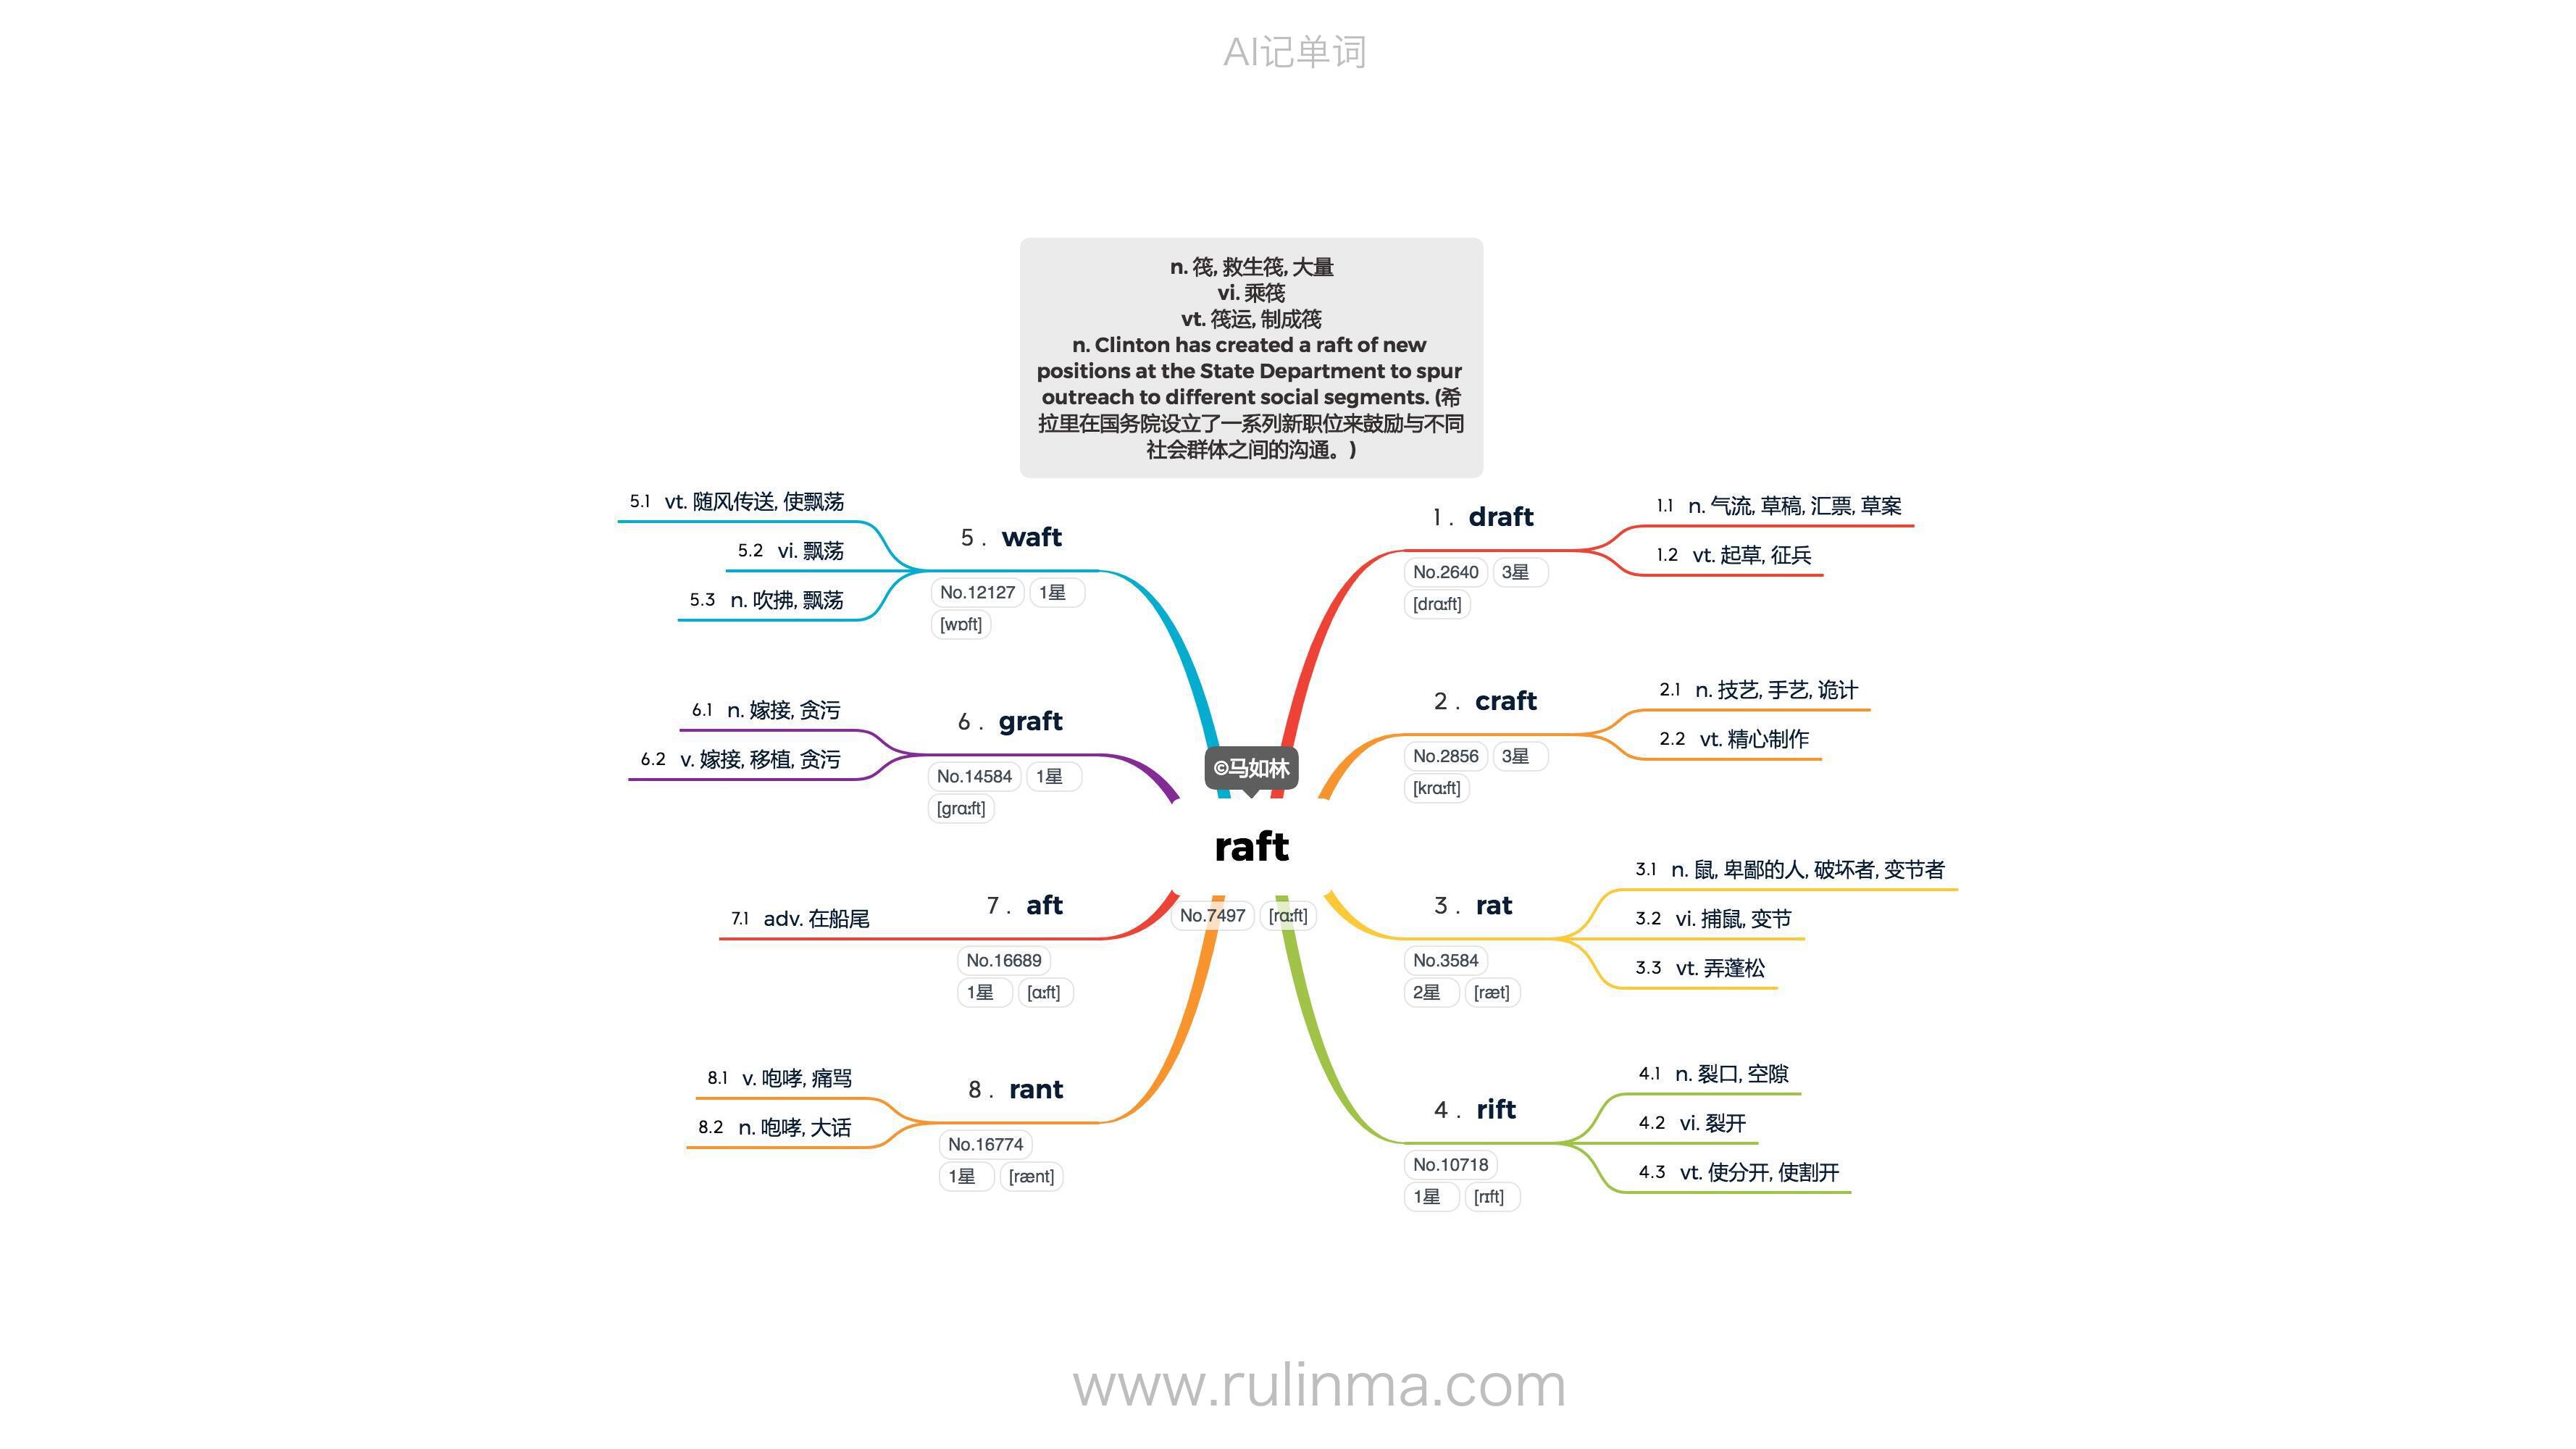 AI记单词
n. 筏, 救生筏, 大量
vi. 乘筏
vt. 筏运, 制成筏
n. Clinton has created a raft of new
positions at the State Department to spur
outreach to different social segments. (希
拉里在国务院设立了一系列新职位来鼓励与不同
社会群体之间的沟通。)
©马如林
raft
No.7497 [rɑːft]
1. draft
No.2640 3星
[drɑːft]
1.1 n. 气流, 草稿, 汇票, 草案
1.2 vt. 起草, 征兵
2. craft
No.2856 3星
[krɑːft]
2.1 n. 技艺, 手艺, 诡计
2.2 vt. 精心制作
3. rat
No.3584
2星 [ræt]
3.1 n. 鼠, 卑鄙的人, 破坏者, 变节者
3.2 vi. 捕鼠, 变节
3.3 vt. 弄蓬松
4. rift
No.10718
1星 [rɪft]
4.1 n. 裂口, 空隙
4.2 vi. 裂开
4.3 vt. 使分开, 使割开
5. waft
No.12127 1星
[wɒft]
5.1 vt. 随风传送, 使飘荡
5.2 vi. 飘荡
5.3 n. 吹拂, 飘荡
6. graft
No.14584 1星
[grɑːft]
6.1 n. 嫁接, 贪污
6.2 v. 嫁接, 移植, 贪污
7. aft
No.16689
1星 [ɑːft]
7.1 adv. 在船尾
8. rant
No.16774
1星 [rænt]
8.1 v. 咆哮, 痛骂
8.2 n. 咆哮, 大话
www.rulinma.com